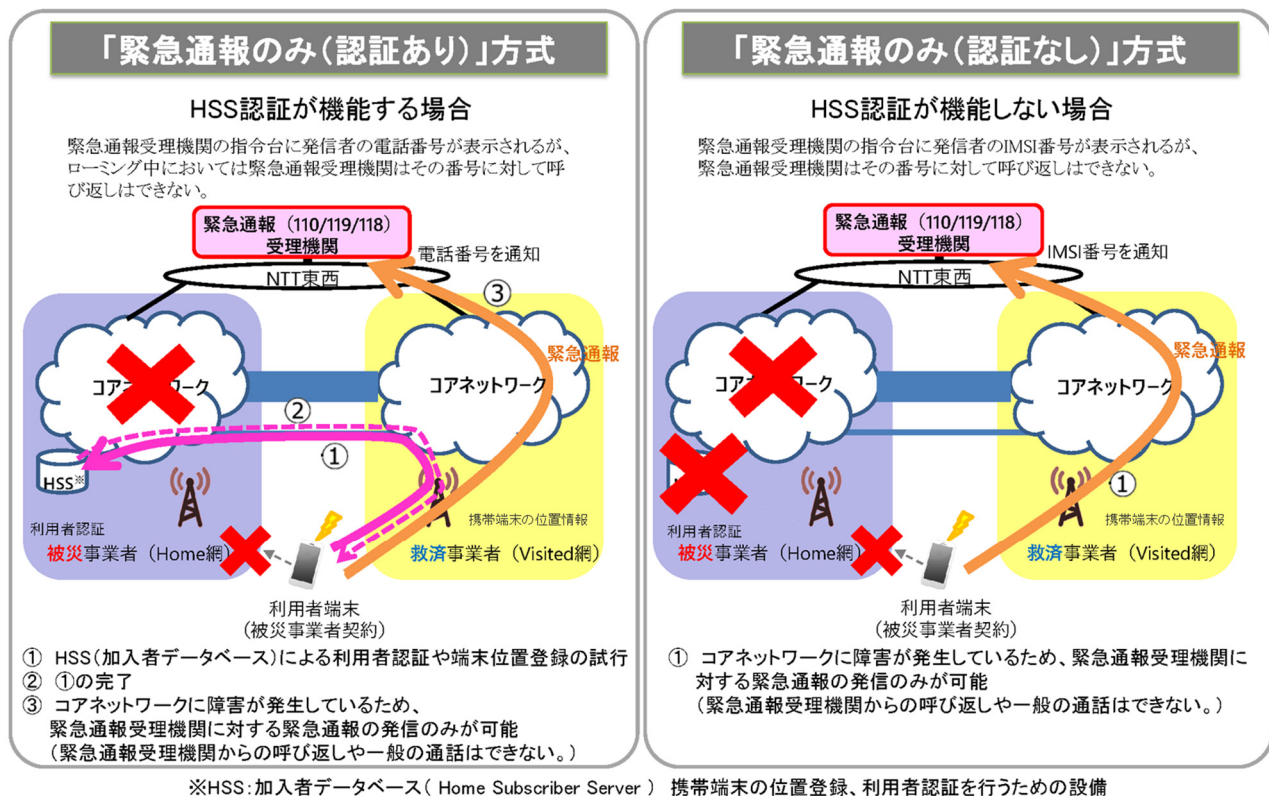 「緊急通報のみ（認証あり）」方式
HSS認証が機能する場合
緊急通報受理機関の指令台に発信者の電話番号が表示されるが、
ローミング中においては緊急通報受理機関はその番号に対して呼
び返しはできない。
緊急通報（110/119/118）
受理機関
電話番号を通知
NTT東西
③
緊急通報
コアネットワーク
コアネットワーク
②
①
HSS※
利用者認証
携帯端末の位置情報
被災事業者（Home網）
救済事業者（Visited網）
利用者端末
（被災事業者契約）
① HSS（加入者データベース）による利用者認証や端末位置登録の試行
② ①の完了
③ コアネットワークに障害が発生しているため、
緊急通報受理機関に対する緊急通報の発信のみが可能
（緊急通報受理機関からの呼び返しや一般の通話はできない。）
「緊急通報のみ（認証なし）」方式
HSS認証が機能しない場合
緊急通報受理機関の指令台に発信者のIMSI番号が表示されるが、
緊急通報受理機関はその番号に対して呼び返しはできない。
緊急通報（110/119/118）
受理機関
IMSI番号を通知
NTT東西
緊急通報
コアネットワーク
コアネットワーク
①
利用者認証
携帯端末の位置情報
被災事業者（Home網）
救済事業者（Visited網）
利用者端末
（被災事業者契約）
① コアネットワークに障害が発生しているため、緊急通報受理機関に
対する緊急通報の発信のみが可能
（緊急通報受理機関からの呼び返しや一般の通話はできない。）
※HSS：加入者データベース（ Home Subscriber Server ） 携帯端末の位置登録、利用者認証を行うための設備